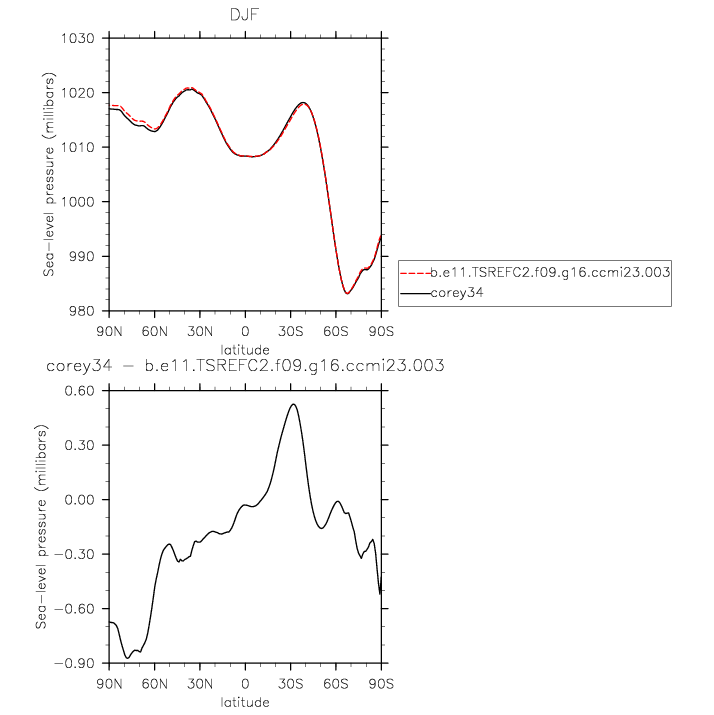 DJF
1030
1020
1010
1000
990
980
Sea-level pressure (millibars)
90N 60N 30N 0 30S 60S 90S
latitude
b.e11.TSREFC2.f09.g16.ccmi23.003
corey34
corey34 - b.e11.TSREFC2.f09.g16.ccmi23.003
0.60
0.30
0.00
-0.30
-0.60
-0.90
Sea-level pressure (millibars)
90N 60N 30N 0 30S 60S 90S
latitude